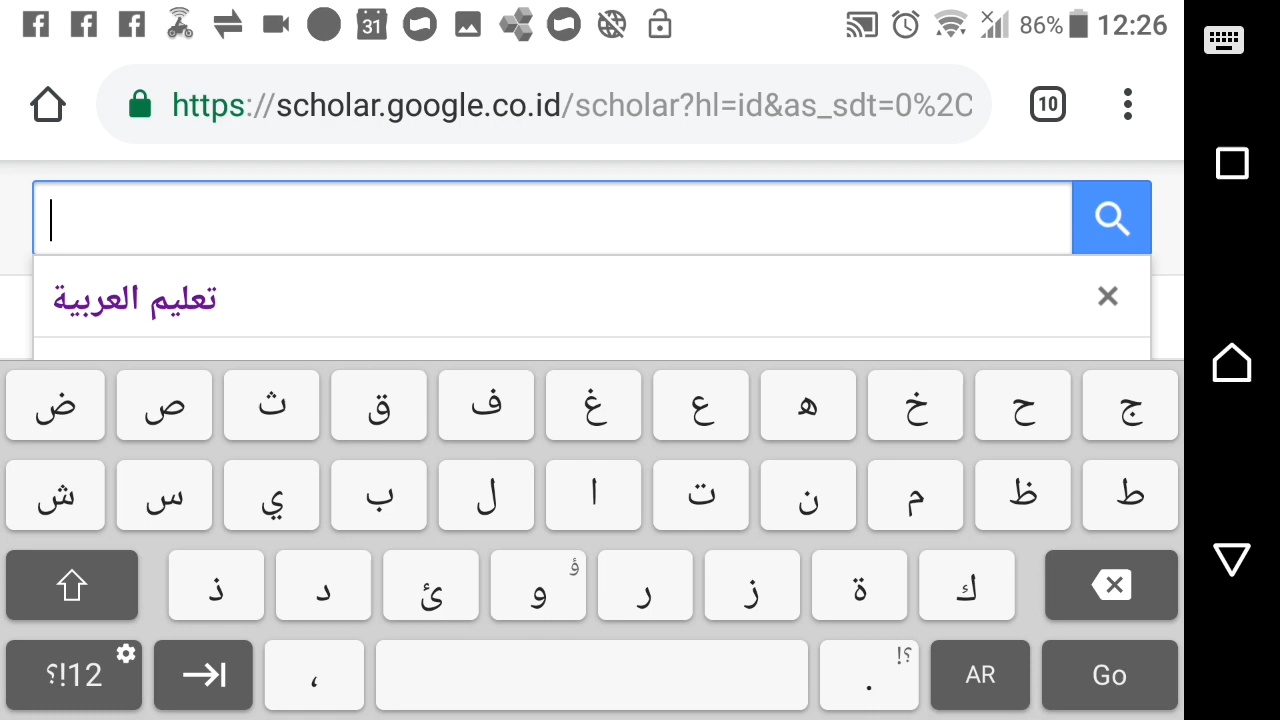 31 86% 12:26
https://scholar.google.co.id/scholar?hl=id&as_sdt=0%2C 10
تعليم العربية
ض ص ث ق ف غ ع ه خ ح ج
ش س ي ب ل ا ت ن م ظ ط
ذ د ئ و ؤ ر ز ة ك
؟!12 ، . !؟ AR Go